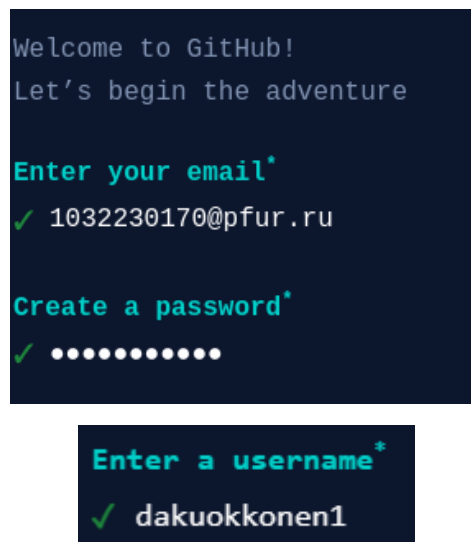 Welcome to GitHub!
Let’s begin the adventure
Enter your email*
✓ 1032230170@pfur.ru
Create a password*
✓ •••••••••••
Enter a username*
✓ dakuokkonen1